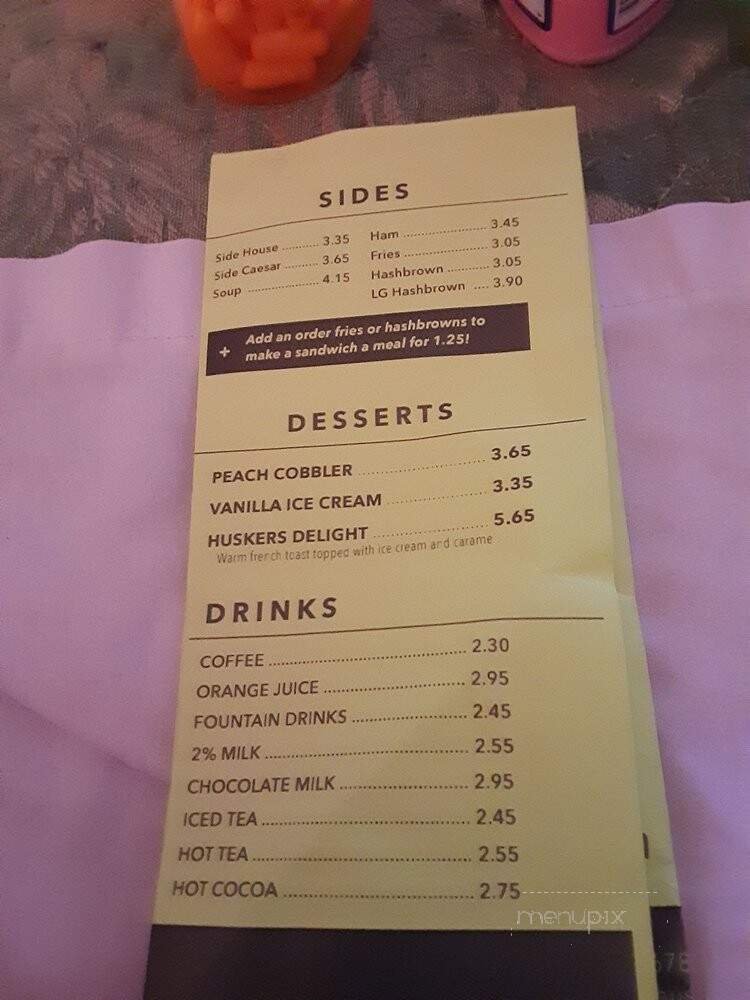 SIDES
Side House .......... 3.35
Side Caesar ......... 3.65
Soup .................. 4.15
Ham ......................... 3.45
Fries ........................ 3.05
Hashbrown ........... 3.05
LG Hashbrown .... 3.90
+ Add an order fries or hashbrowns to
make a sandwich a meal for 1.25!
DESSERTS
PEACH COBBLER ........................ 3.65
VANILLA ICE CREAM ................... 3.35
HUSKERS DELIGHT ...................... 5.65
Warm french toast topped with ice cream and carame
DRINKS
COFFEE ............................................. 2.30
ORANGE JUICE ................................ 2.95
FOUNTAIN DRINKS ......................... 2.45
2% MILK ............................................ 2.55
CHOCOLATE MILK ........................... 2.95
ICED TEA ........................................... 2.45
HOT TEA ............................................ 2.55
HOT COCOA ..................................... 2.75
menupix